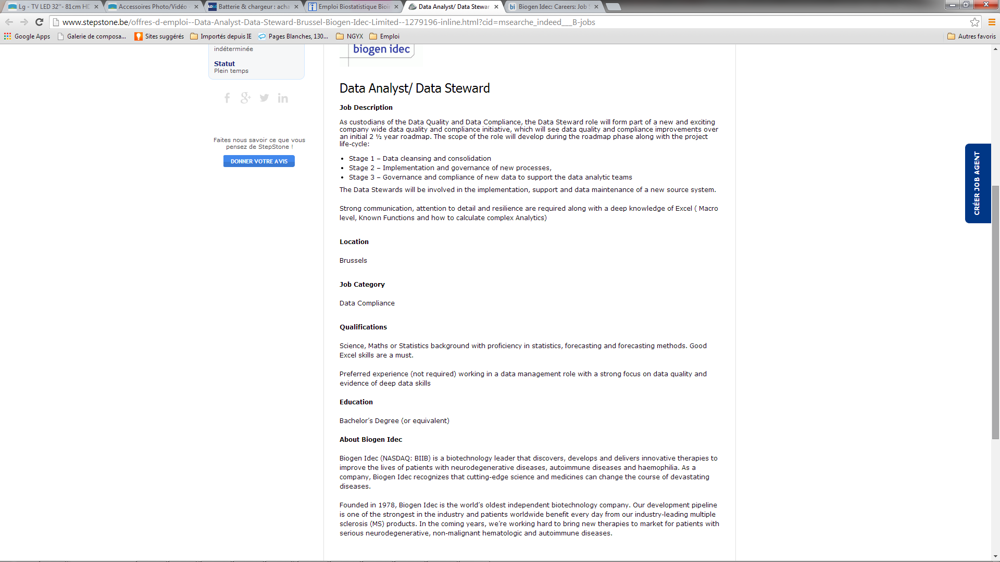 Lg - TV LED 32"- 81cm HD
Accessoires Photo/Vidéo
Batterie & chargeur : acha
Emploi Biostatistique Bioi
Data Analyst/ Data Stewar
Biogen Idec: Careers: Job
www.stepstone.be/offres-d-emploi--Data-Analyst-Data-Steward-Brussel-Biogen-Idec-Limited--1279196-inline.html?cid=msearche_indeed___B-jobs
Google Apps
Galerie de composa...
Sites suggérés
Importés depuis IE
Pages Blanches, 130...
NGYX
Emploi
Autres favoris
indéterminée
Statut
Plein temps
Faites nous savoir ce que vous
pensez de StepStone !
DONNER VOTRE AVIS
biogen idec
Data Analyst/ Data Steward
Job Description
As custodians of the Data Quality and Data Compliance, the Data Steward role will form part of a new and exciting
company wide data quality and compliance initiative, which will see data quality and compliance improvements over
an initial 2 ½ year roadmap. The scope of the role will develop during the roadmap phase along with the project
life-cycle:
• Stage 1 – Data cleansing and consolidation
• Stage 2 – Implementation and governance of new processes,
• Stage 3 – Governance and compliance of new data to support the data analytic teams
The Data Stewards will be involved in the implementation, support and data maintenance of a new source system.
Strong communication, attention to detail and resilience are required along with a deep knowledge of Excel ( Macro
level, Known Functions and how to calculate complex Analytics)
Location
Brussels
Job Category
Data Compliance
Qualifications
Science, Maths or Statistics background with proficiency in statistics, forecasting and forecasting methods. Good
Excel skills are a must.
Preferred experience (not required) working in a data management role with a strong focus on data quality and
evidence of deep data skills
Education
Bachelor’s Degree (or equivalent)
About Biogen Idec
Biogen Idec (NASDAQ: BIIB) is a biotechnology leader that discovers, develops and delivers innovative therapies to
improve the lives of patients with neurodegenerative diseases, autoimmune diseases and haemophilia. As a
company, Biogen Idec recognizes that cutting-edge science and medicines can change the course of devastating
diseases.
Founded in 1978, Biogen Idec is the world’s oldest independent biotechnology company. Our development pipeline
is one of the strongest in the industry and patients worldwide benefit every day from our industry-leading multiple
sclerosis (MS) products. In the coming years, we’re working hard to bring new therapies to market for patients with
serious neurodegenerative, non-malignant hematologic and autoimmune diseases.
CRÉER JOB AGENT